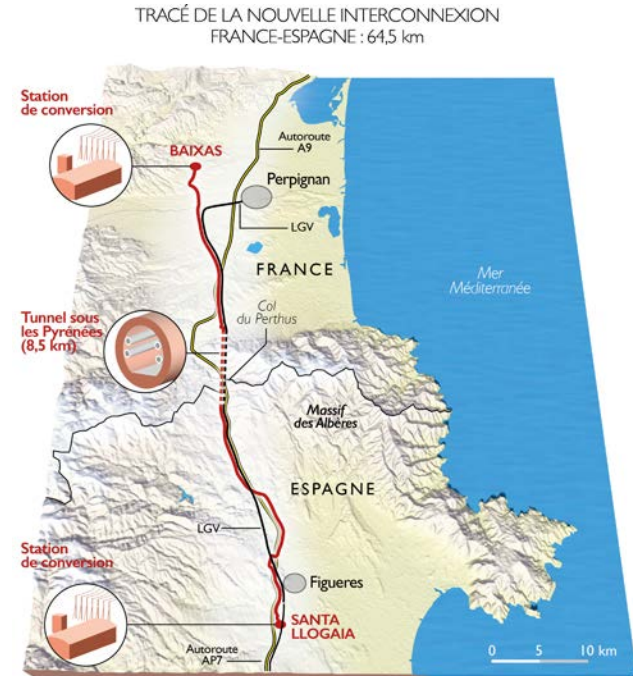 TRACÉ DE LA NOUVELLE INTERCONNEXION
FRANCE-ESPAGNE : 64,5 km
Station
de conversion
BAIXAS
Autoroute
A9
Perpignan
LGV
FRANCE
Mer
Méditerranée
Tunnel sous
les Pyrénées
(8,5 km)
Col
du Perthus
Massif
des Albères
ESPAGNE
LGV
Station
de conversion
Figueres
SANTA
LLOGAIA
Autoroute
AP7
0 5 10 km